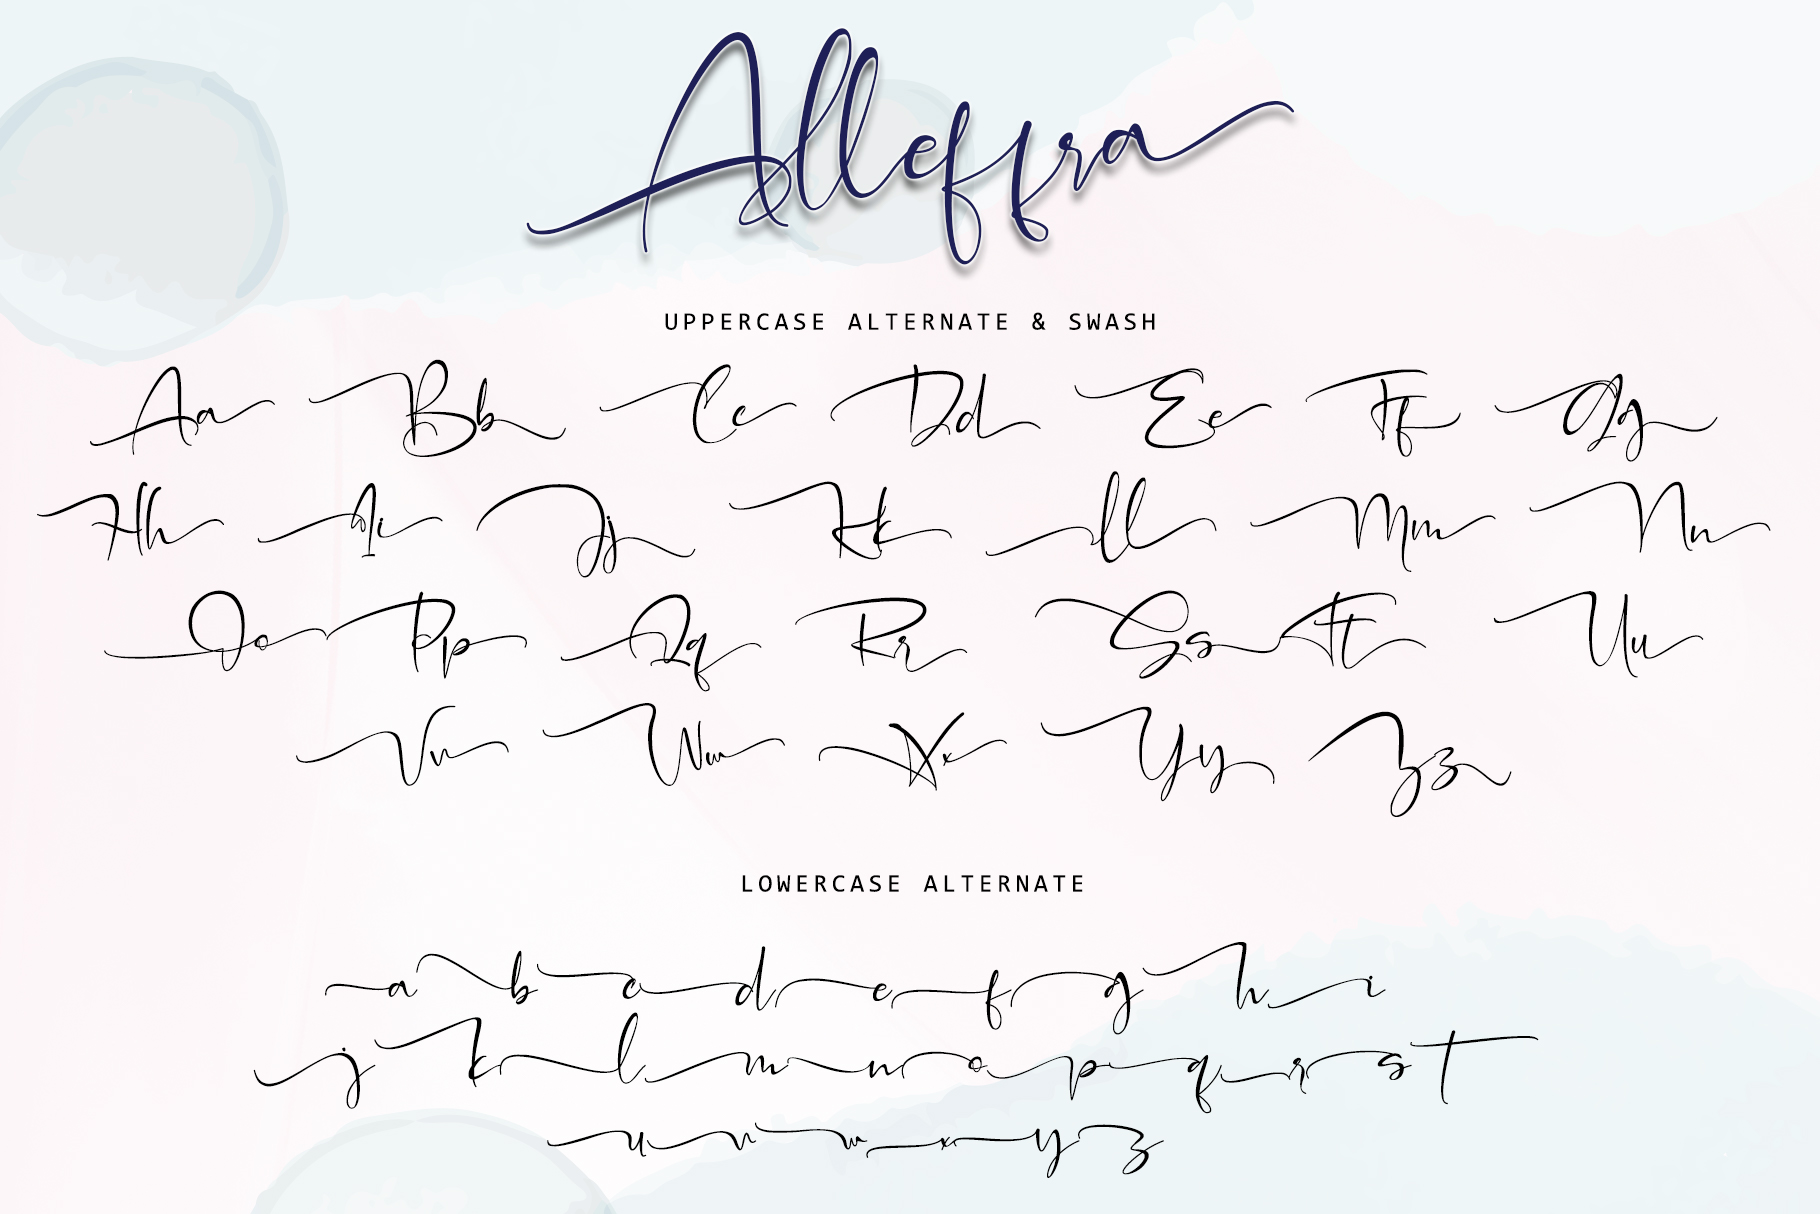 Alleffra
UPPERCASE ALTERNATE & SWASH
Aa Bb Cc Dd Ee Ff Gg
Hh Ii Jj Kk Ll Mm Nn
Oo Pp Qq Rr Ss Tt Uu
Vv Ww Xx Yy Zz
LOWERCASE ALTERNATE
a b c d e f g h i
j k l m n o p q r s t
u v w x y z